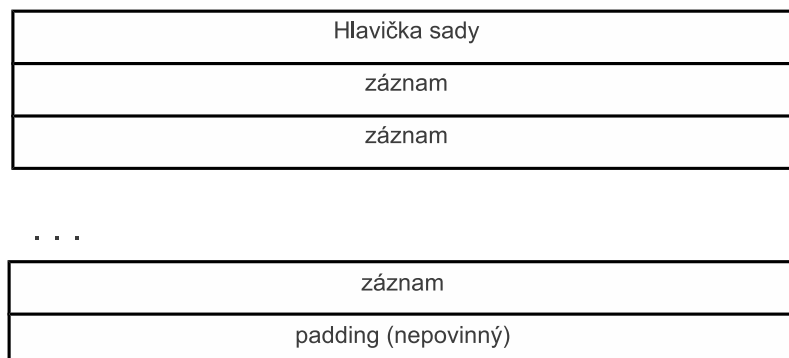 Hlavička sady
záznam
záznam
. . .
záznam
padding (nepovinný)